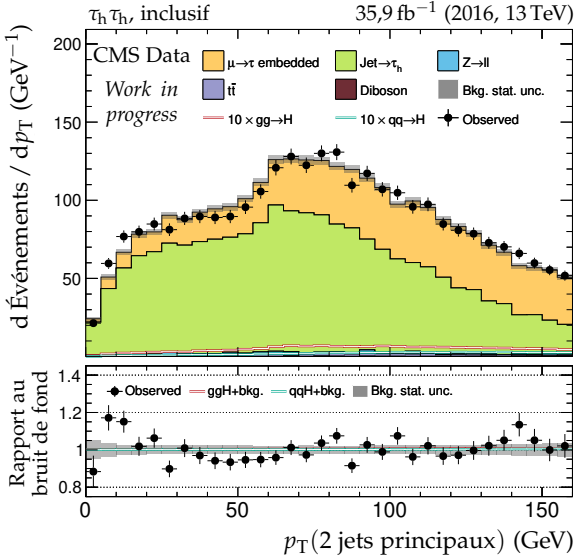 τhτh, inclusif 35,9 fb⁻¹ (2016, 13 TeV)
CMS Data
Work in
progress
μ→τ embedded Jet→τh Z→ll
tt̄ Diboson Bkg. stat. unc.
10 × gg→H 10 × qq→H Observed
d Événements / dpT (GeV⁻¹)
200
150
100
50
Observed ggH+bkg. qqH+bkg. Bkg. stat. unc.
Rapport au
bruit de fond
1.4
1.2
1
0.8
0 50 100 150
pT(2 jets principaux) (GeV)